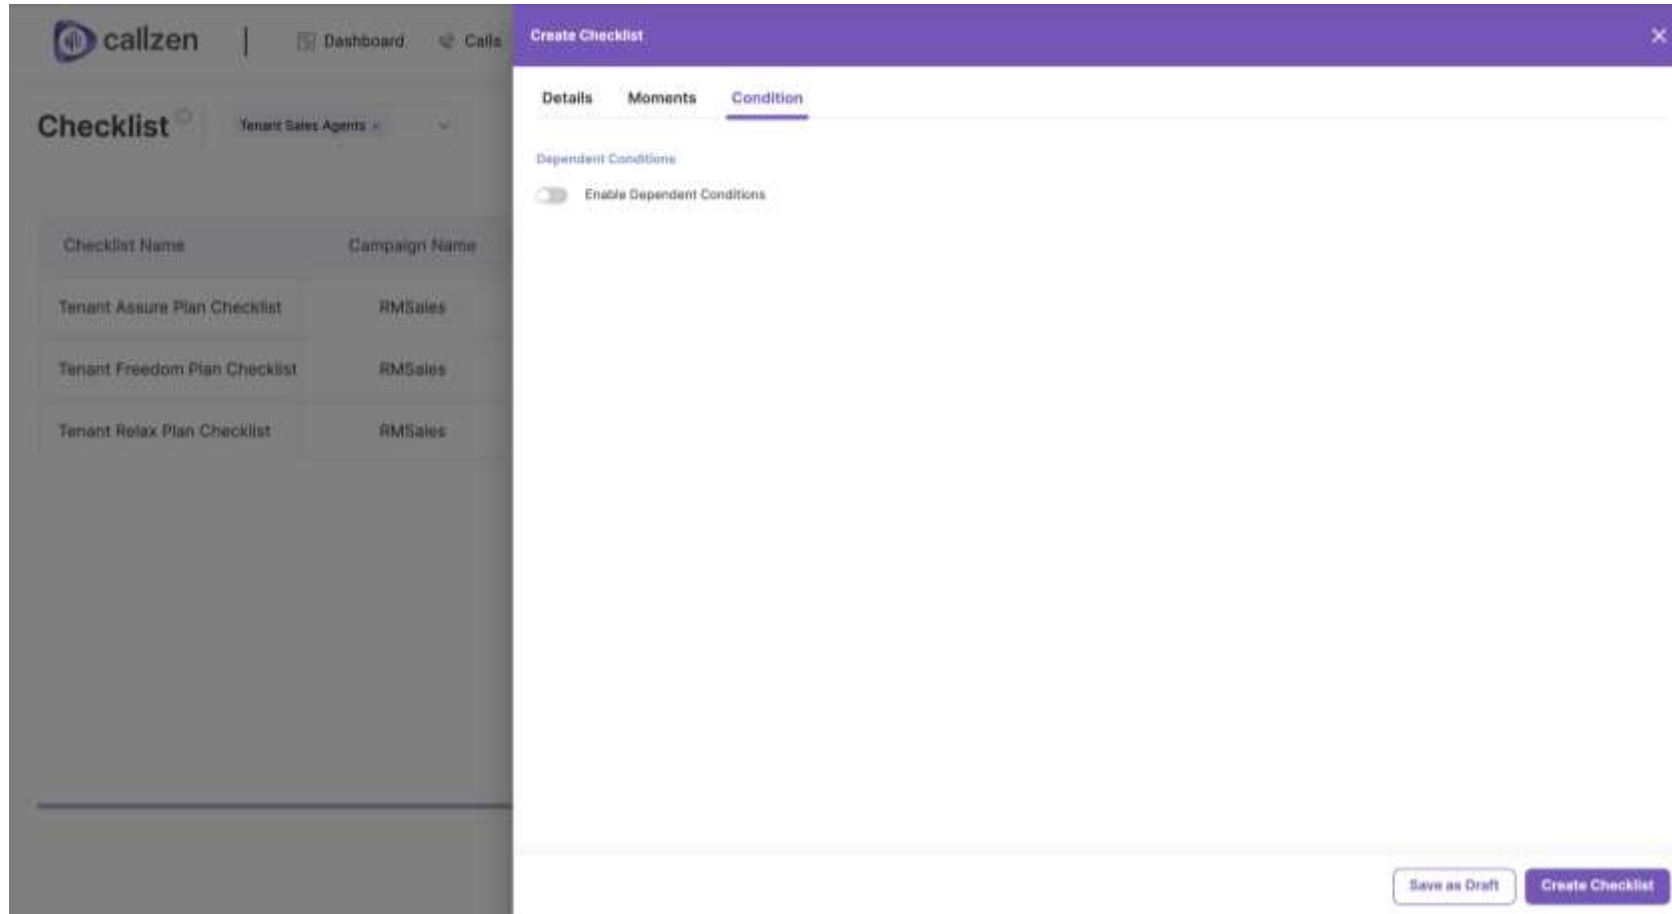 callzen
Dashboard
Calls
Create Checklist
Details
Moments
Condition
Checklist
Tenant Sales Agents
Dependent Conditions
Enable Dependent Conditions
Checklist Name
Campaign Name
Tenant Assure Plan Checklist
RMSales
Tenant Freedom Plan Checklist
RMSales
Tenant Relax Plan Checklist
RMSales
Save as Draft
Create Checklist